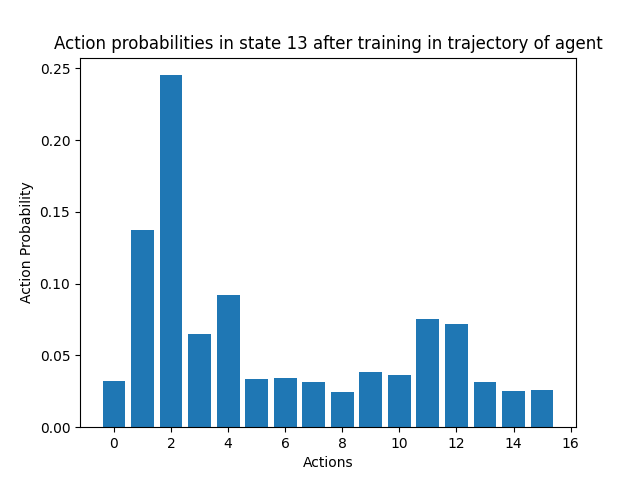 Action probabilities in state 13 after training in trajectory of agent
0.25
0.20
0.15
0.10
0.05
0.00
Action Probability
0 2 4 6 8 10 12 14 16
Actions